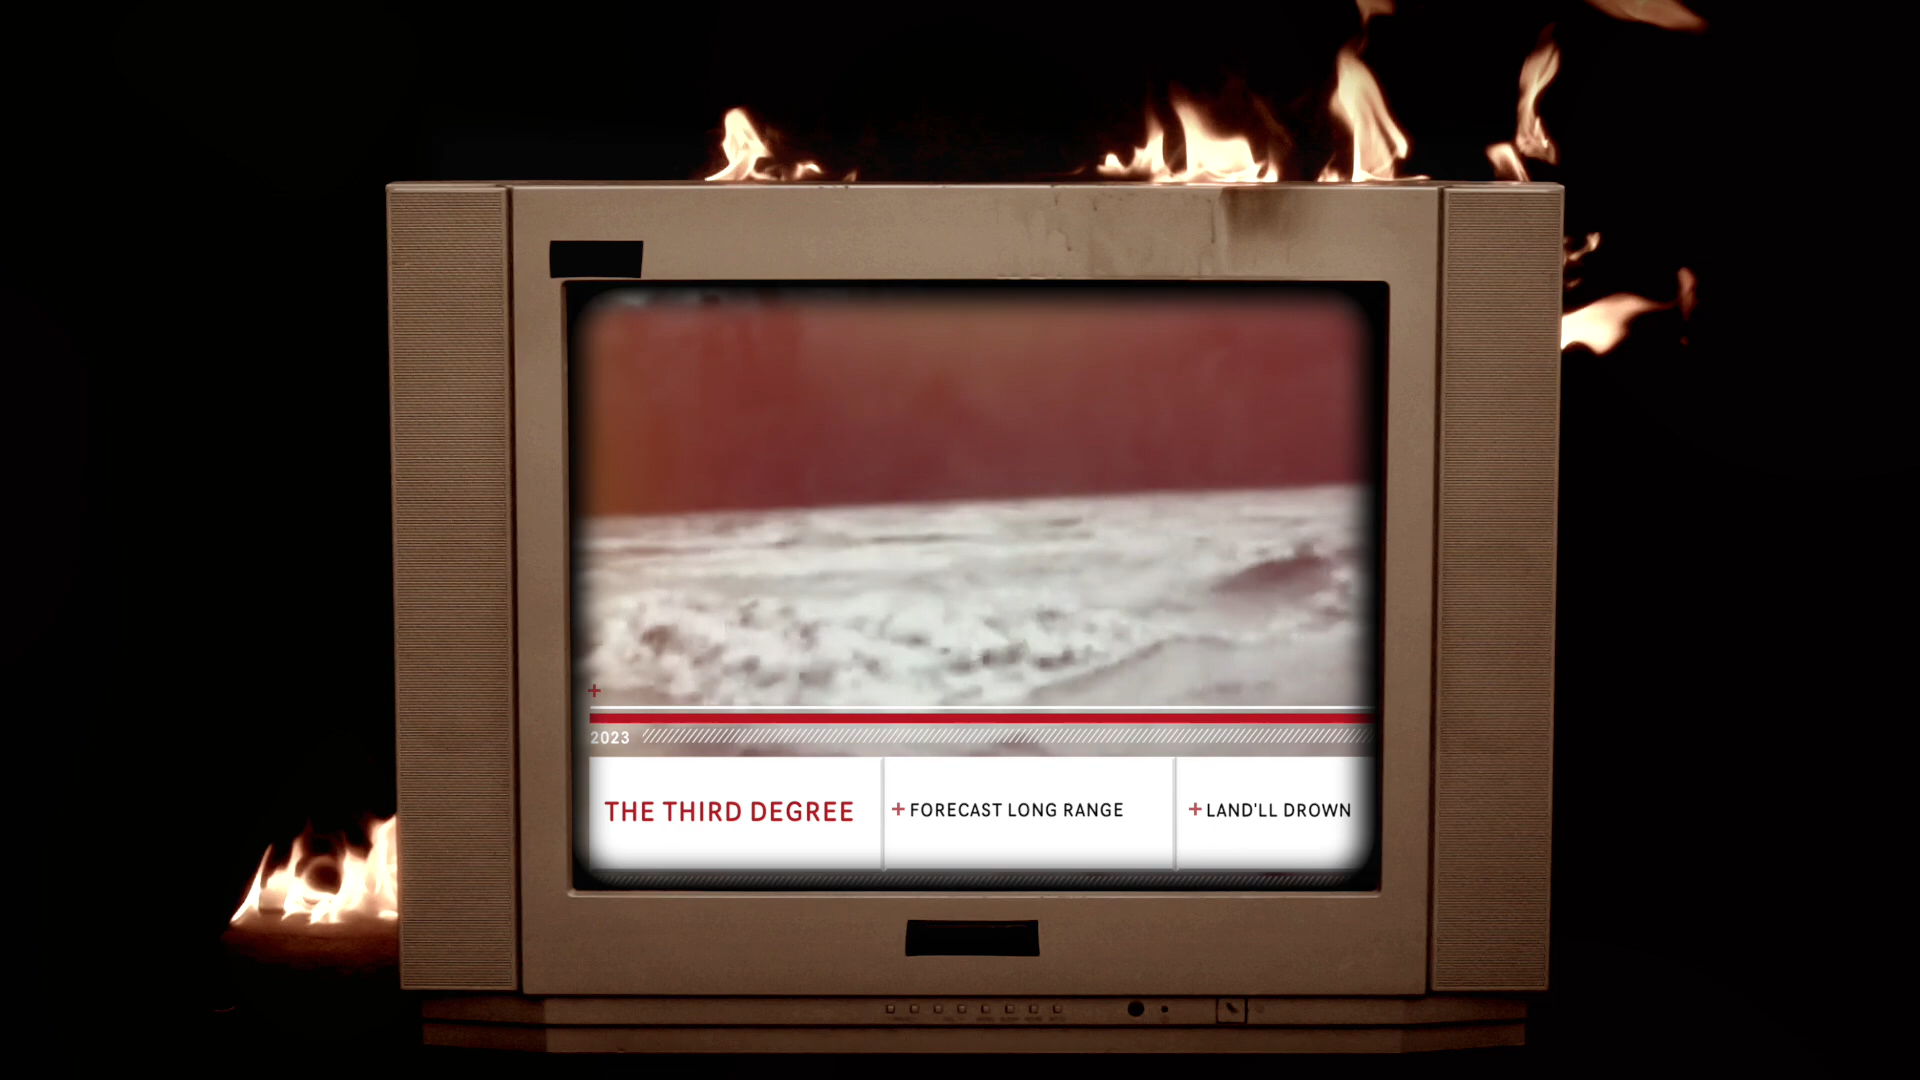 2023
THE THIRD DEGREE
+ FORECAST LONG RANGE
+ LAND'LL DROWN